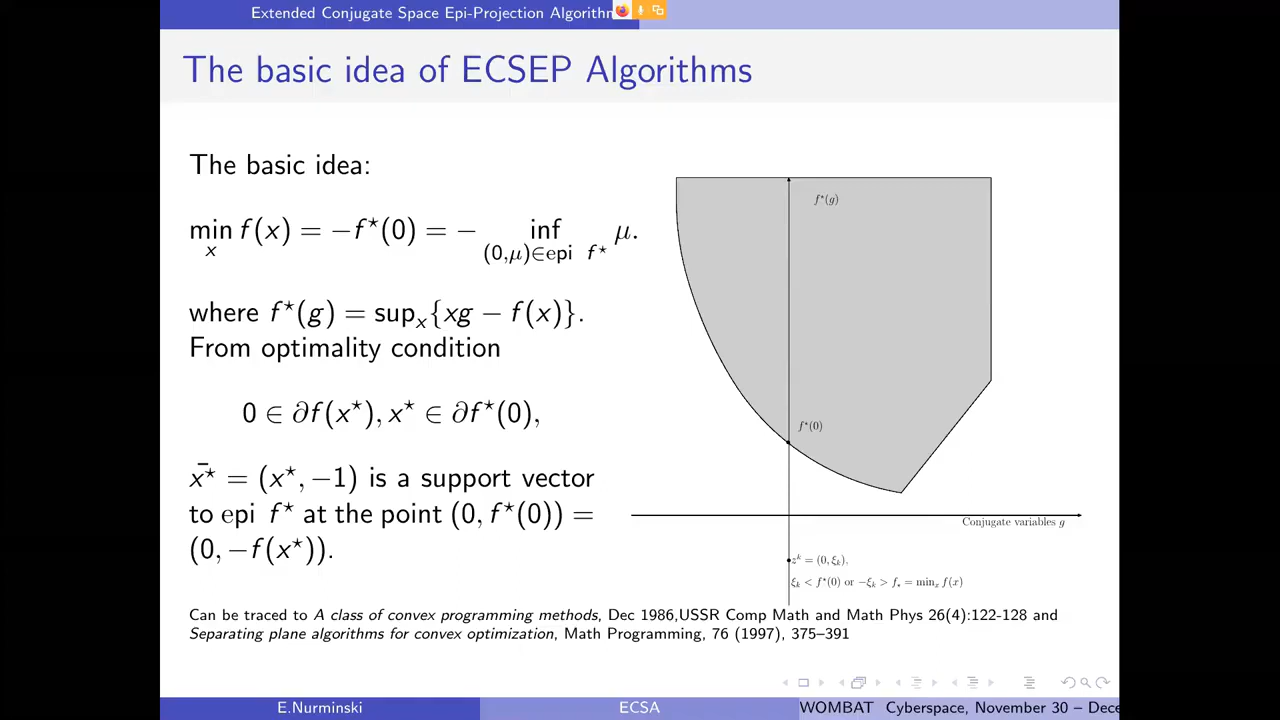 Extended Conjugate Space Epi-Projection Algorithm
The basic idea of ECSEP Algorithms
The basic idea:
min_x f(x) = −f⋆(0) = − inf_{(0,μ)∈epi f⋆} μ.
where f⋆(g) = sup_x{xg − f(x)}.
From optimality condition
0 ∈ ∂f(x⋆), x⋆ ∈ ∂f⋆(0),
x̄⋆ = (x⋆, −1) is a support vector
to epi f⋆ at the point (0, f⋆(0)) =
(0, −f(x⋆)).
f⋆(g)
f⋆(0)
Conjugate variables g
z^k = (0, ξ_k),
ξ_k < f⋆(0) or −ξ_k > f_⋆ = min_x f(x)
Can be traced to A class of convex programming methods, Dec 1986,USSR Comp Math and Math Phys 26(4):122-128 and
Separating plane algorithms for convex optimization, Math Programming, 76 (1997), 375–391
E.Nurminski
ECSA
WOMBAT Cyberspace, November 30 – Dece